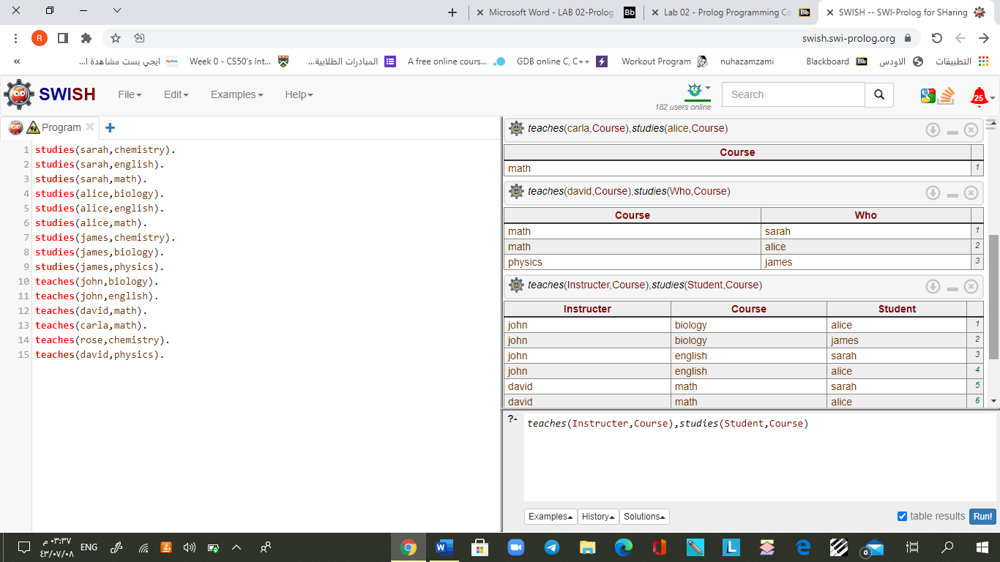 Microsoft Word - LAB 02-Prolog
Lab 02 - Prolog Programming Co
SWISH -- SWI-Prolog for SHaring
R
swish.swi-prolog.org
« ايجي بست مشاهدة ا... Week 0 - CS50's Int... المبادرات الطلابية... A free online cours... GDB online C, C++ Workout Program nuhazamzami Blackboard الاودس التطبيقات
SWISH File Edit Examples Help
182 users online
Search
25
Program
1 studies(sarah,chemistry).
2 studies(sarah,english).
3 studies(sarah,math).
4 studies(alice,biology).
5 studies(alice,english).
6 studies(alice,math).
7 studies(james,chemistry).
8 studies(james,biology).
9 studies(james,physics).
10 teaches(john,biology).
11 teaches(john,english).
12 teaches(david,math).
13 teaches(carla,math).
14 teaches(rose,chemistry).
15 teaches(david,physics).
teaches(carla,Course),studies(alice,Course)
Course
math 1
teaches(david,Course),studies(Who,Course)
Course Who
math sarah 1
math alice 2
physics james 3
teaches(Instructer,Course),studies(Student,Course)
Instructer Course Student
john biology alice 1
john biology james 2
john english sarah 3
john english alice 4
david math sarah 5
david math alice 6
?- teaches(Instructer,Course),studies(Student,Course)
Examples History Solutions table results Run!
٠٣:٣٧ م
٤٣/٠٧/٠٨
ENG